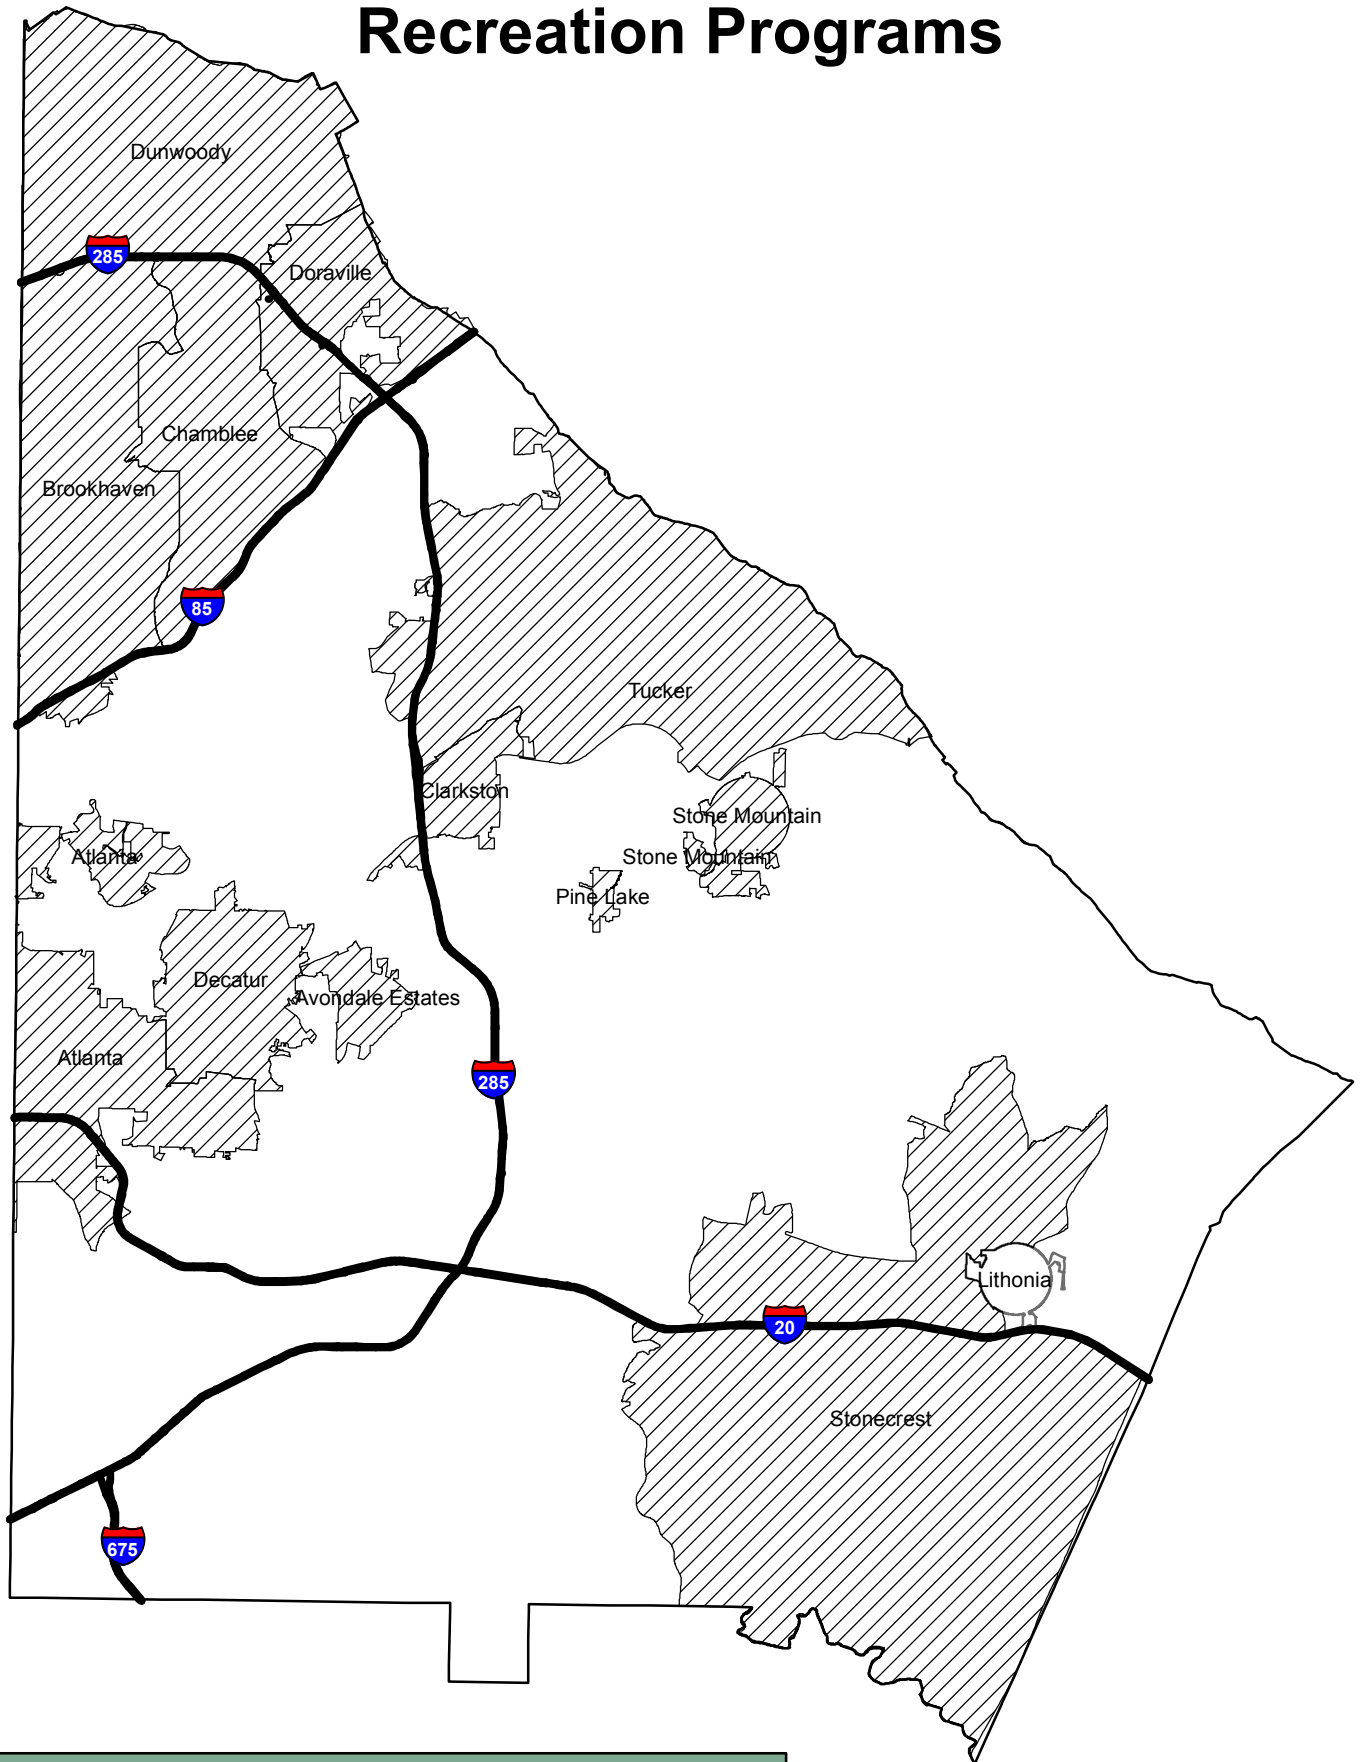 Recreation Programs
Dunwoody
285
Doraville
Chamblee
Brookhaven
85
Tucker
Clarkston
Stone Mountain
Atlanta
Stone Mountain
Pine Lake
Decatur
Avondale Estates
Atlanta
285
Lithonia
20
Stonecrest
675